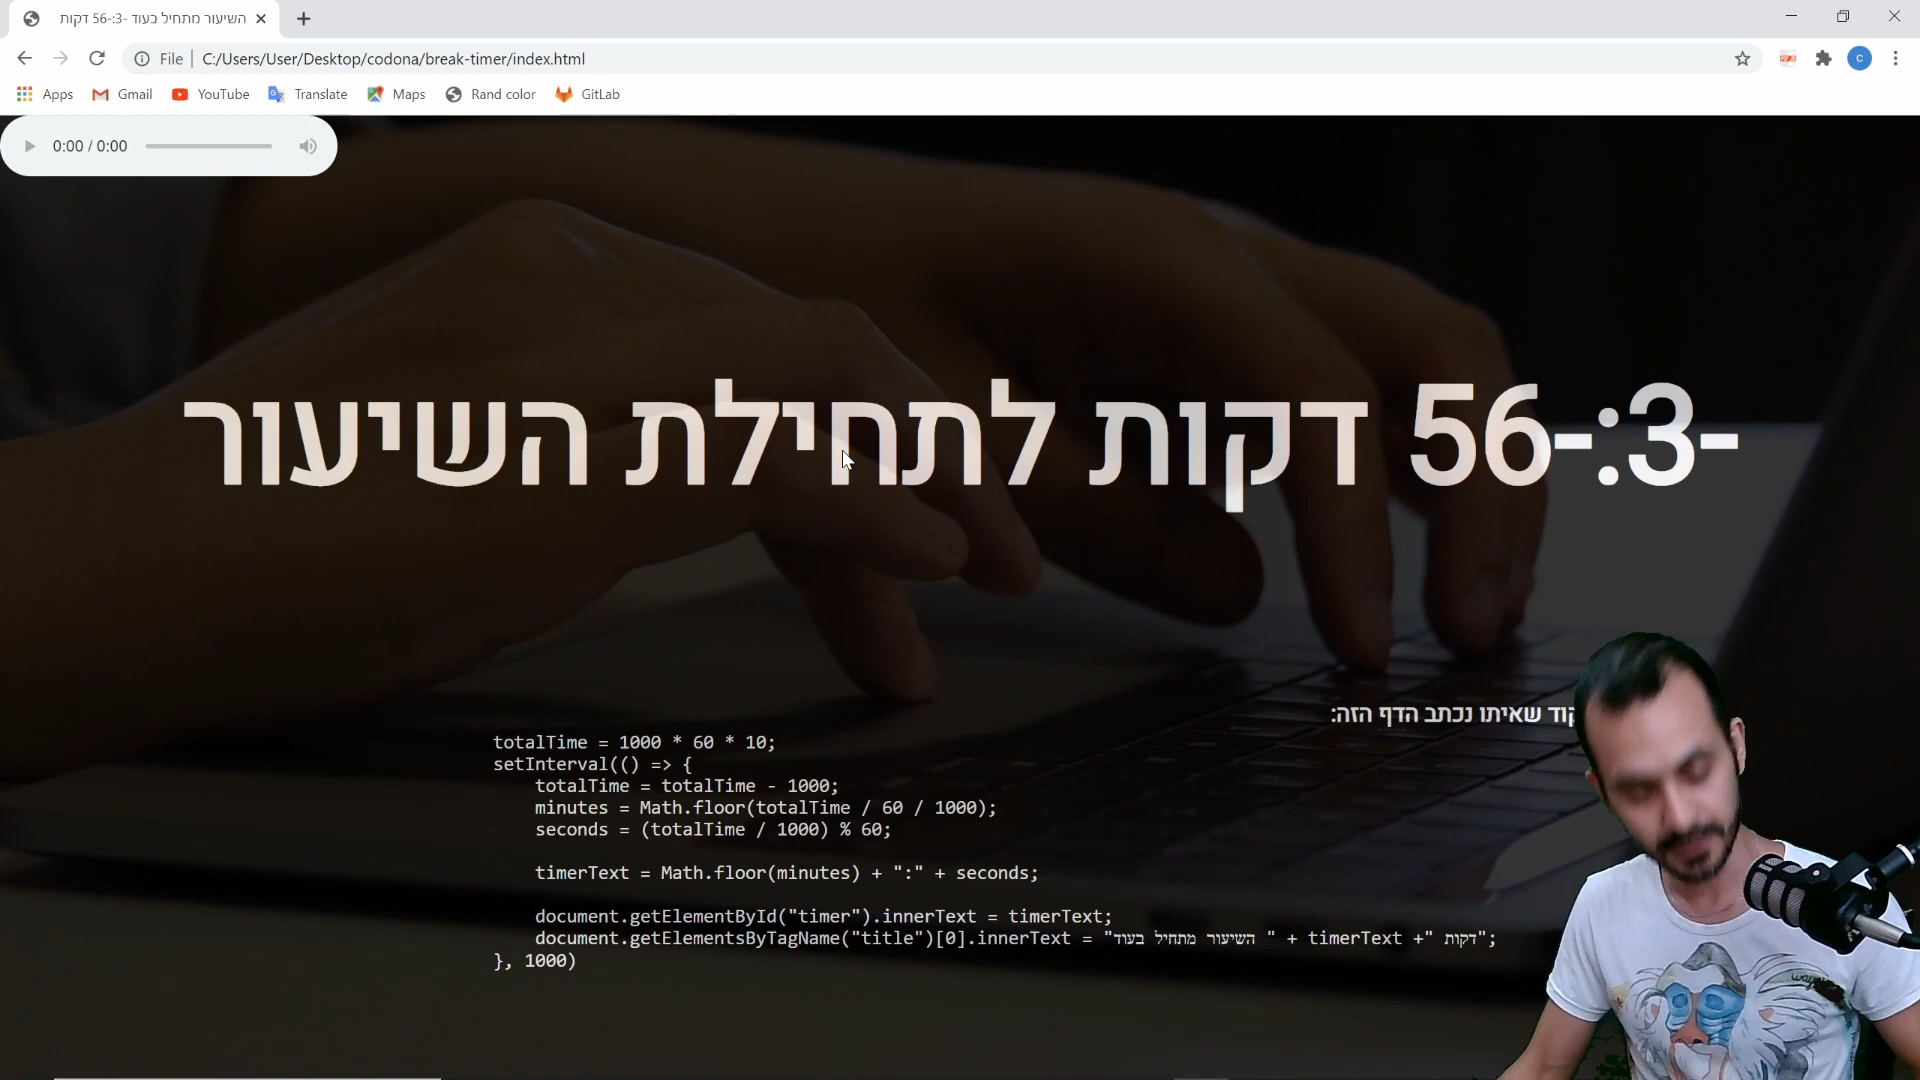 השיעור מתחיל בעוד -3:-56 דקות
File C:/Users/User/Desktop/codona/break-timer/index.html
C
Apps Gmail YouTube Translate Maps Rand color GitLab
0:00 / 0:00
-3:-56 דקות לתחילת השיעור
שאיתו נכתב הדף הזה:
totalTime = 1000 * 60 * 10;
setInterval(() => {
totalTime = totalTime - 1000;
minutes = Math.floor(totalTime / 60 / 1000);
seconds = (totalTime / 1000) % 60;
timerText = Math.floor(minutes) + ":" + seconds;
document.getElementById("timer").innerText = timerText;
document.getElementsByTagName("title")[0].innerText = "השיעור מתחיל בעוד " + timerText +" דקות";
}, 1000)